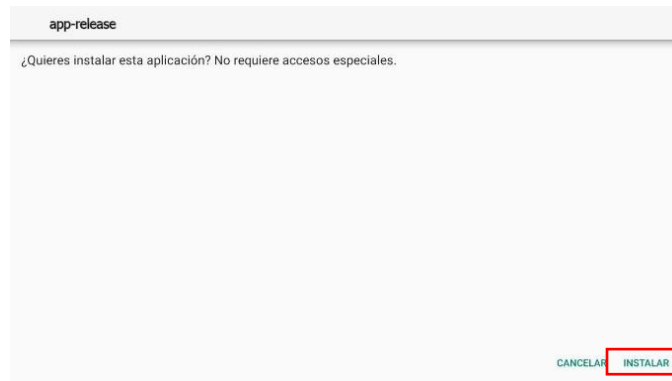 app-release
¿Quieres instalar esta aplicación? No requiere accesos especiales.
CANCELAR INSTALAR